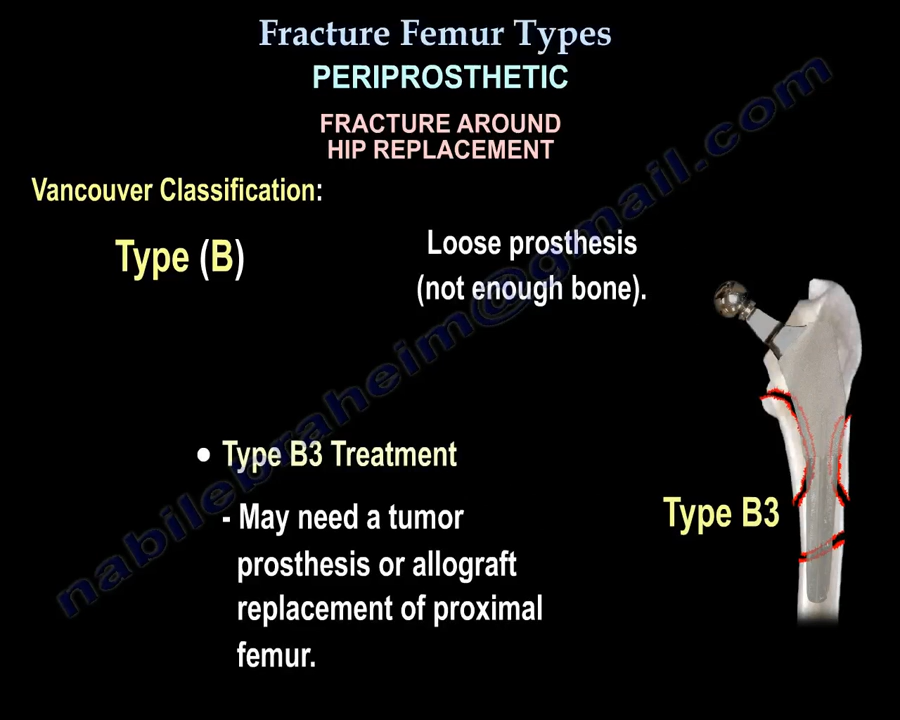 Fracture Femur Types
PERIPROSTHETIC
FRACTURE AROUND
HIP REPLACEMENT
Vancouver Classification:
Type (B)
Loose prosthesis
(not enough bone).
• Type B3 Treatment
- May need a tumor
prosthesis or allograft
replacement of proximal
femur.
Type B3
nabilebraheim@gmail.com